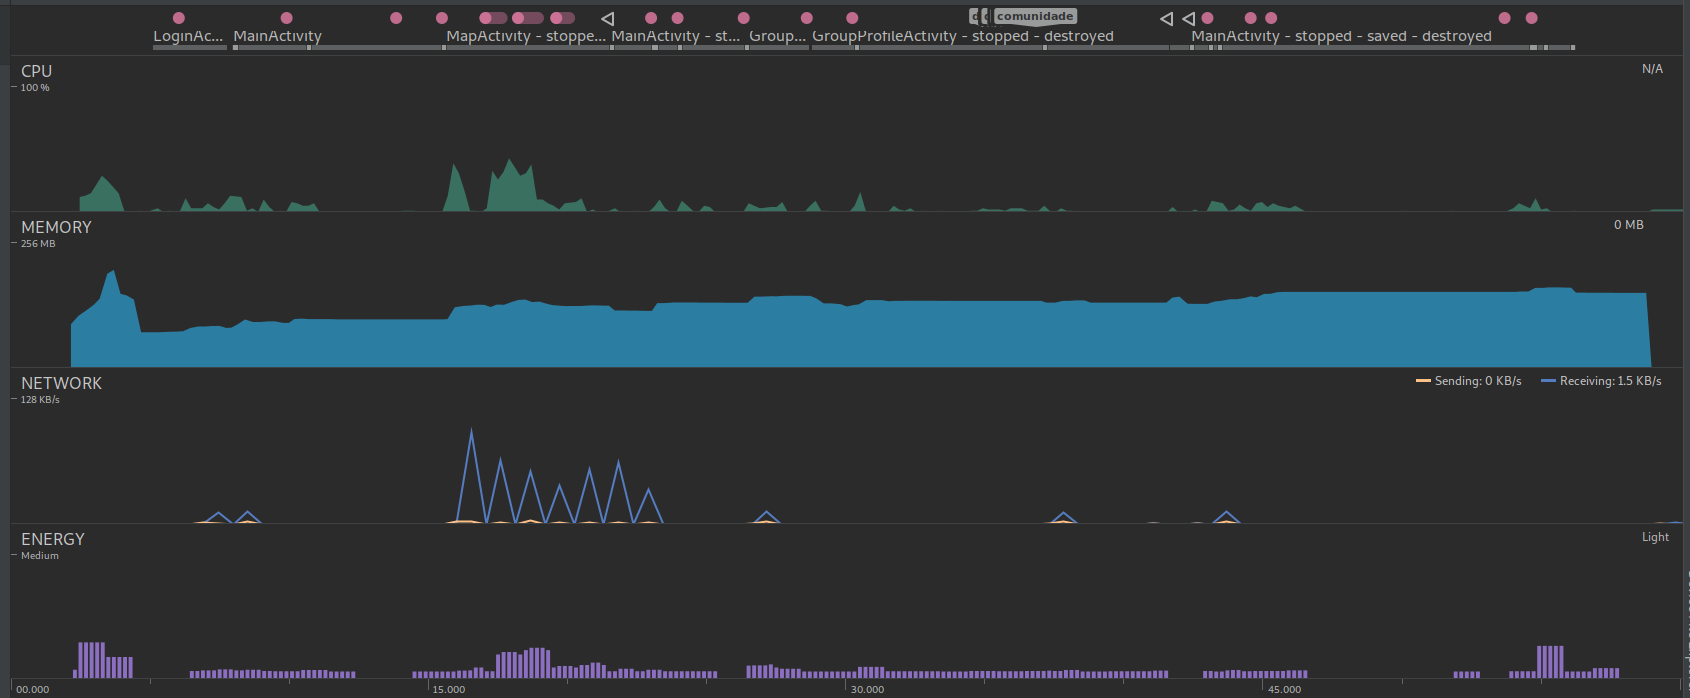 comunidade
LoginAc... MainActivity MapActivity - stoppe... MainActivity - st... Group... GroupProfileActivity - stopped - destroyed MainActivity - stopped - saved - destroyed
CPU N/A
100 %
MEMORY 0 MB
256 MB
NETWORK Sending: 0 KB/s Receiving: 1.5 KB/s
128 KB/s
ENERGY Light
Medium
00.000 15.000 30.000 45.000